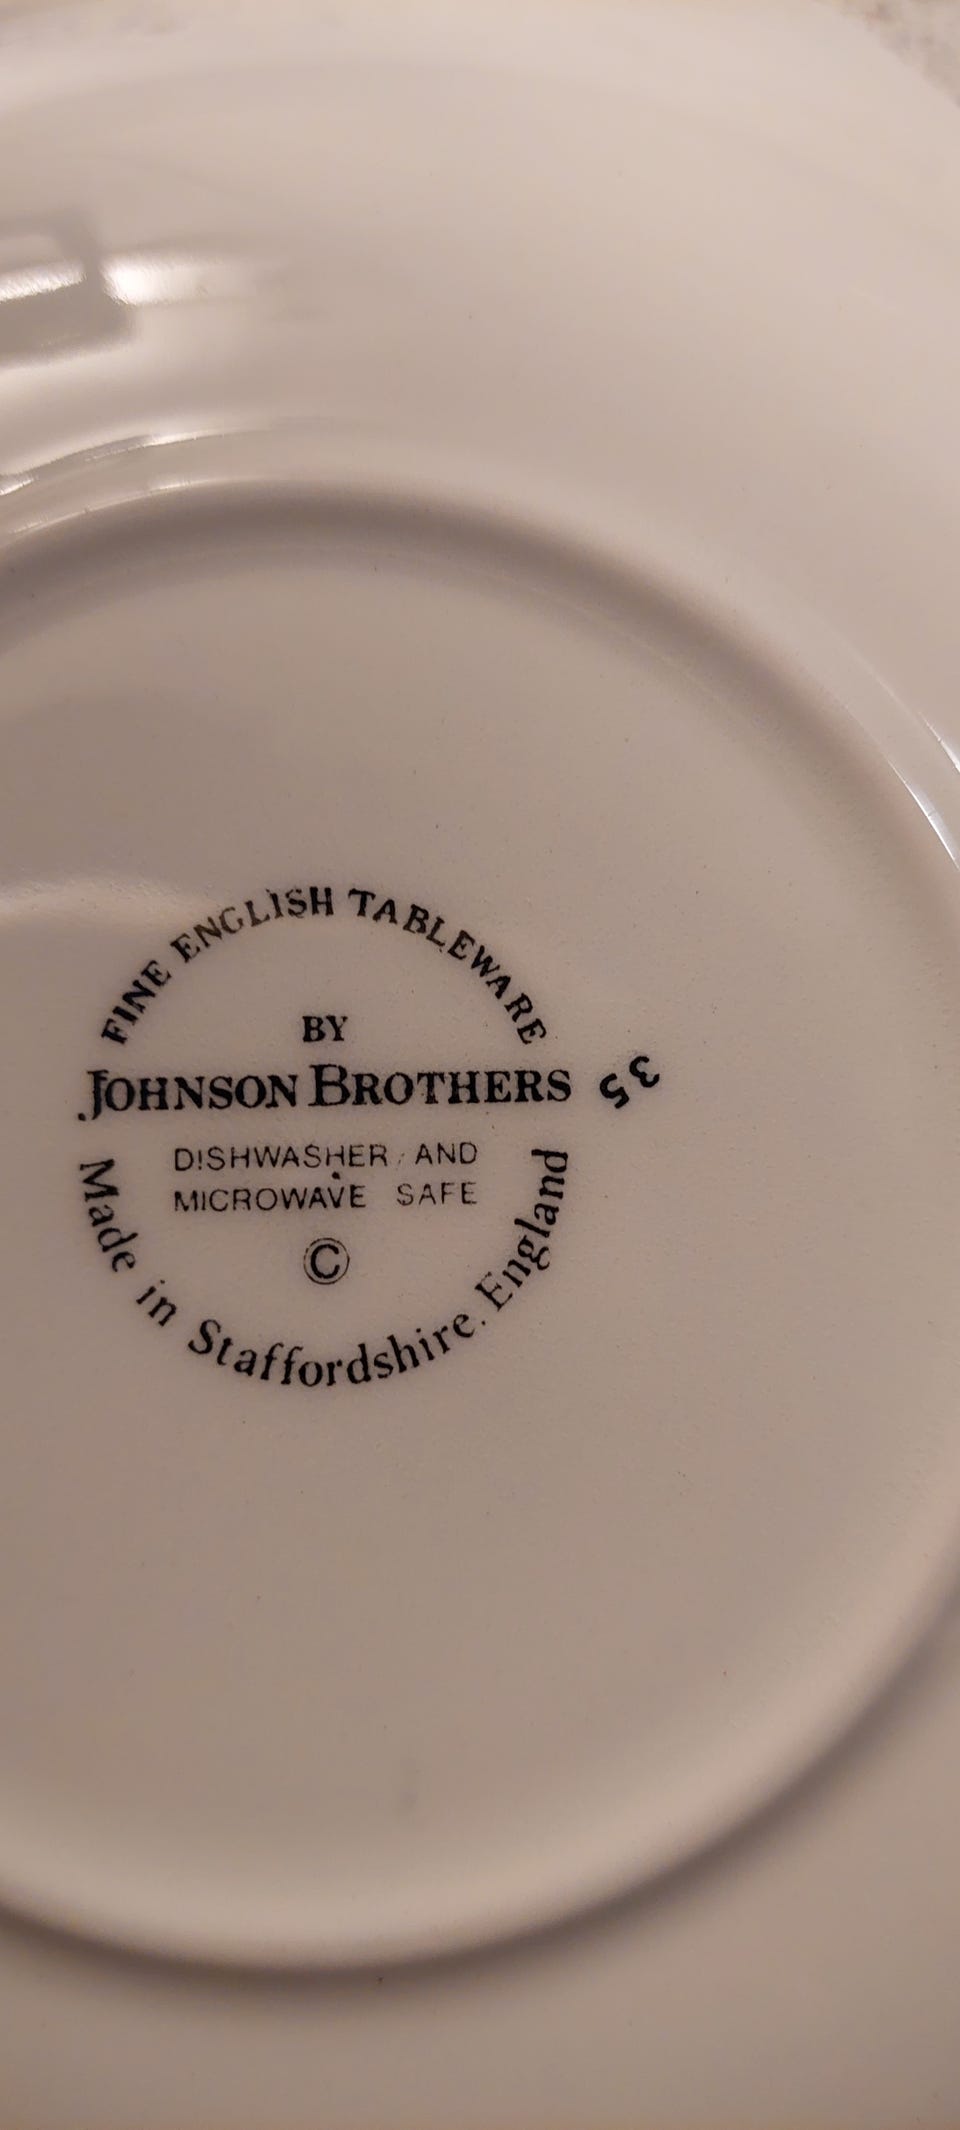 FINE ENGLISH TABLEWARE
BY
JOHNSON BROTHERS
35
DISHWASHER AND
MICROWAVE SAFE
©
Made in Staffordshire. England